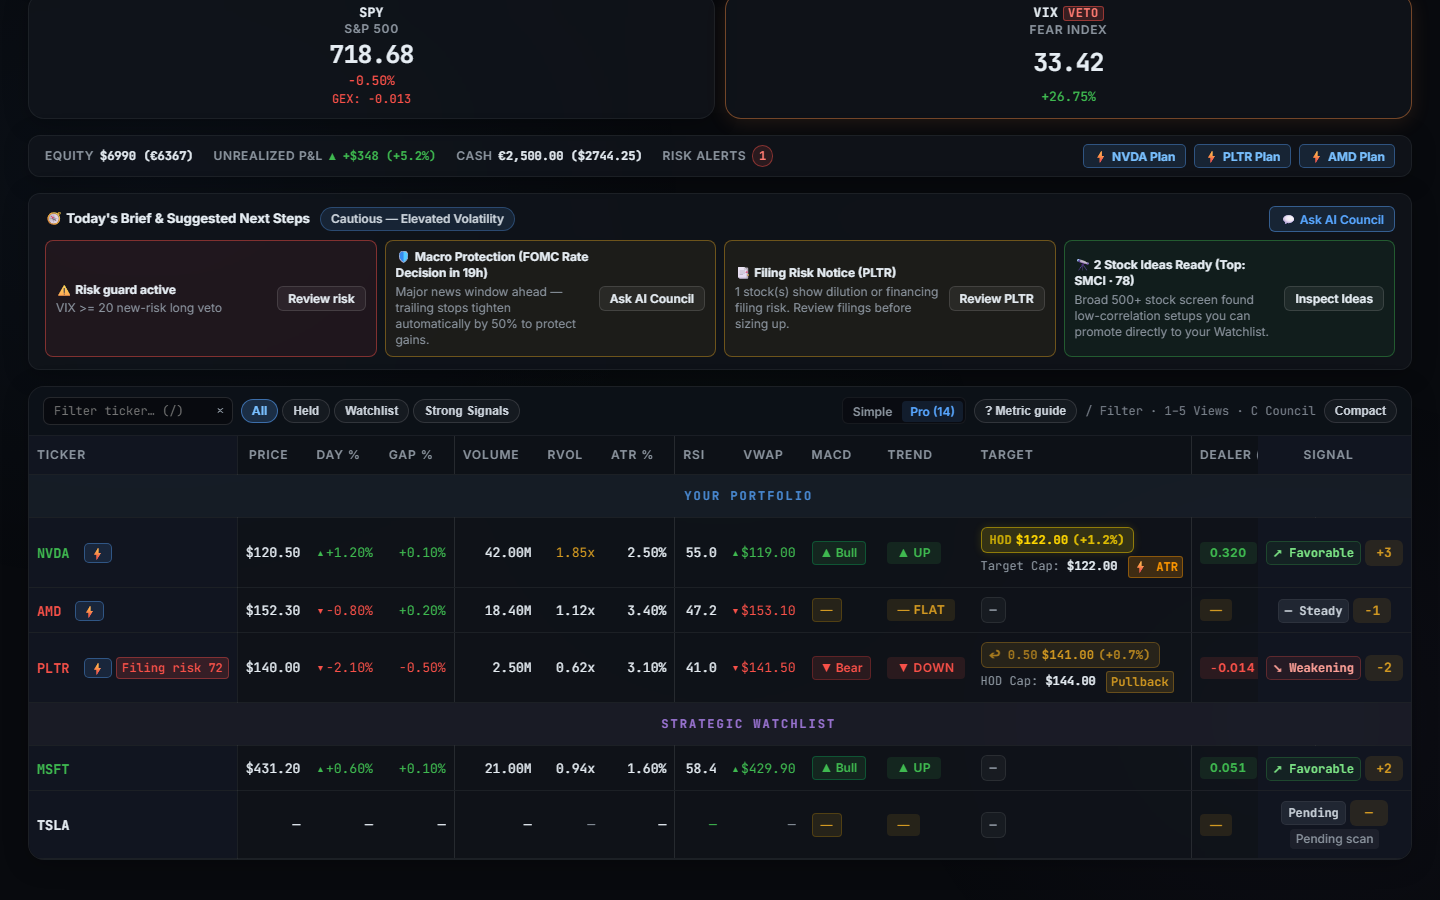 SPY
S&P 500
718.68
-0.50%
GEX: -0.013
VIX VETO
FEAR INDEX
33.42
+26.75%
EQUITY $6990 (€6367) UNREALIZED P&L ▲ +$348 (+5.2%) CASH €2,500.00 ($2744.25) RISK ALERTS 1
NVDA Plan PLTR Plan AMD Plan
Today's Brief & Suggested Next Steps Cautious — Elevated Volatility Ask AI Council
Risk guard active
VIX >= 20 new-risk long veto
Review risk
Macro Protection (FOMC Rate
Decision in 19h)
Major news window ahead —
trailing stops tighten
automatically by 50% to protect
gains.
Ask AI Council
Filing Risk Notice (PLTR)
1 stock(s) show dilution or financing
filing risk. Review filings before
sizing up.
Review PLTR
2 Stock Ideas Ready (Top:
SMCI · 78)
Broad 500+ stock screen found
low-correlation setups you can
promote directly to your Watchlist.
Inspect Ideas
Filter ticker… (/) × All Held Watchlist Strong Signals Simple Pro (14) ? Metric guide / Filter · 1-5 Views · C Council Compact
TICKER PRICE DAY % GAP % VOLUME RVOL ATR % RSI VWAP MACD TREND TARGET DEALER SIGNAL
YOUR PORTFOLIO
NVDA $120.50 ▲+1.20% +0.10% 42.00M 1.85x 2.50% 55.0 ▲$119.00 ▲ Bull ▲ UP HOD $122.00 (+1.2%) 0.320 ↗ Favorable +3
Target Cap: $122.00 ATR
AMD $152.30 ▼-0.80% +0.20% 18.40M 1.12x 3.40% 47.2 ▼$153.10 — — FLAT — — — Steady -1
PLTR Filing risk 72 $140.00 ▼-2.10% -0.50% 2.50M 0.62x 3.10% 41.0 ▼$141.50 ▼ Bear ▼ DOWN ↩ 0.50 $141.00 (+0.7%) -0.014 ↘ Weakening -2
HOD Cap: $144.00 Pullback
STRATEGIC WATCHLIST
MSFT $431.20 ▲+0.60% +0.10% 21.00M 0.94x 1.60% 58.4 ▲$429.90 ▲ Bull ▲ UP — 0.051 ↗ Favorable +2
TSLA — — — — — — — — — — — — Pending —
Pending scan